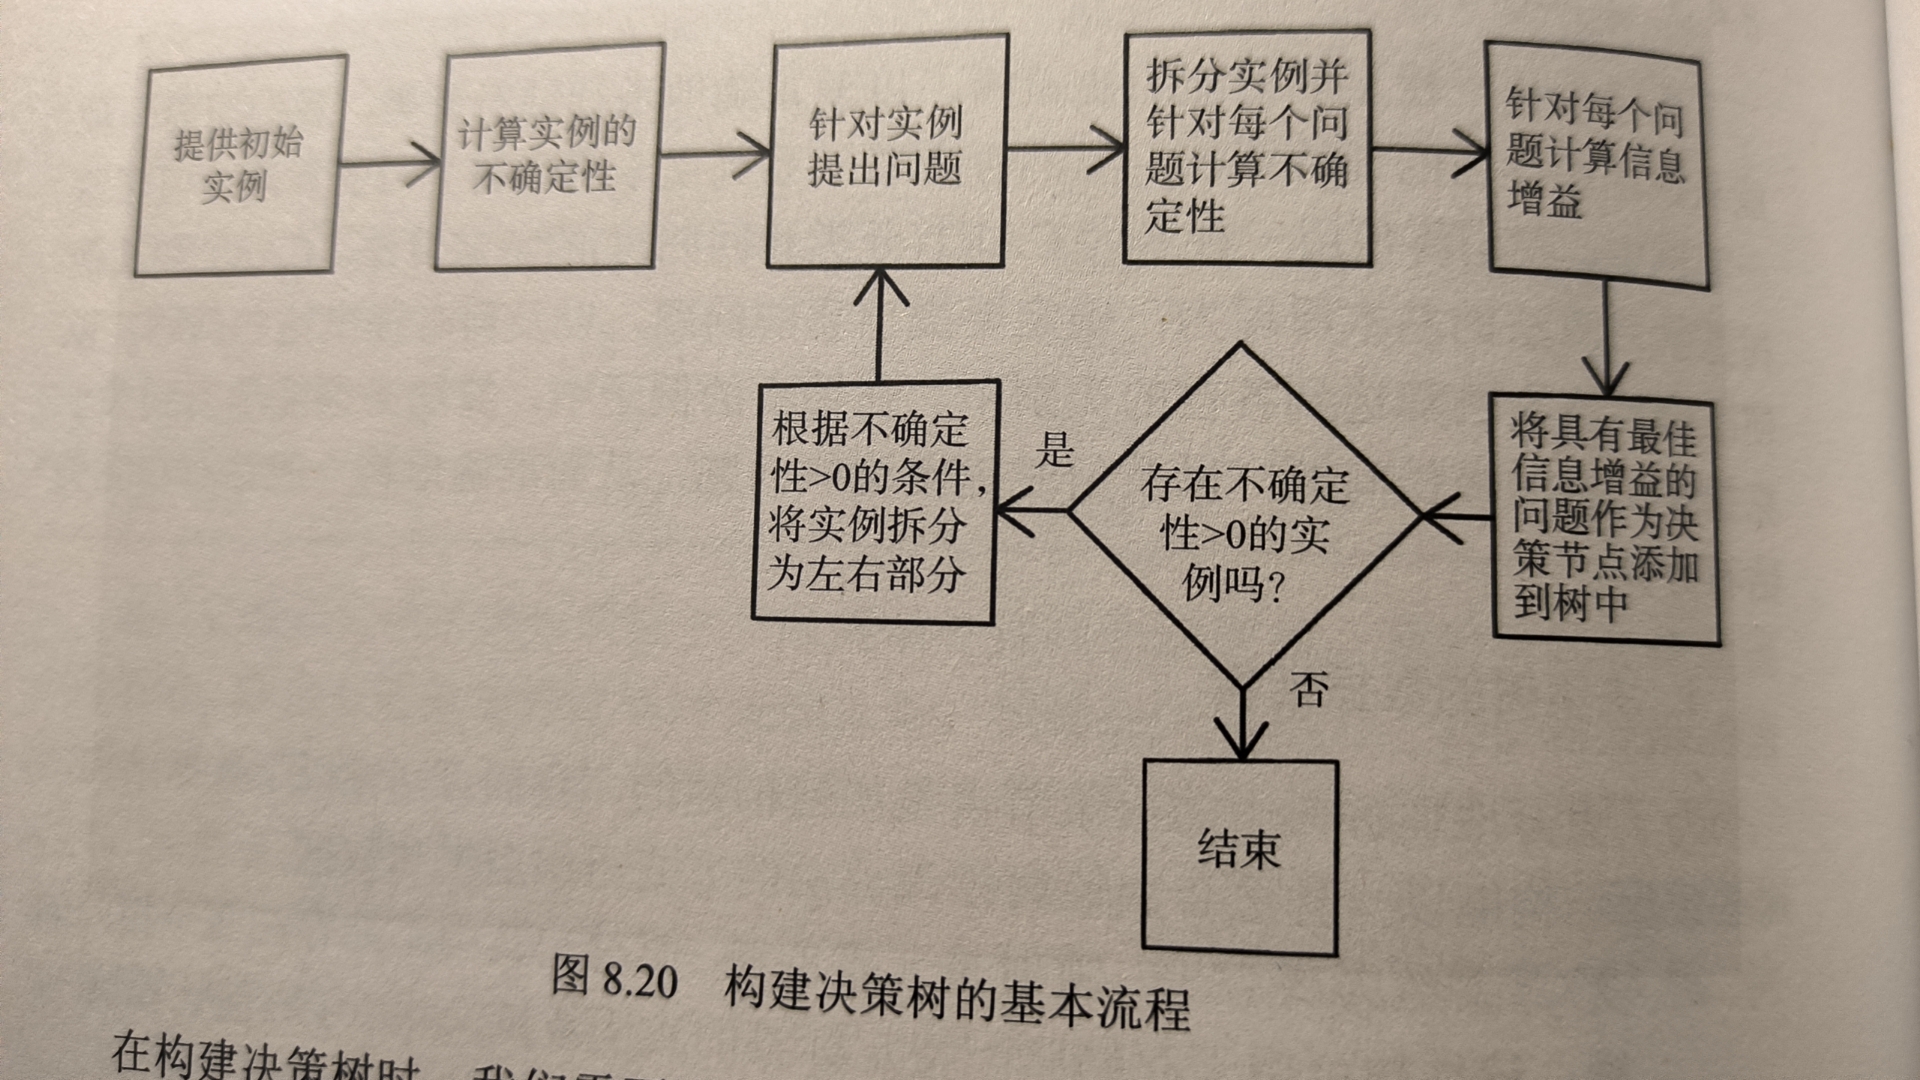 提供初始
实例
计算实例的
不确定性
针对实例
提出问题
拆分实例并
针对每个问
题计算不确
定性
针对每个问
题计算信息
增益
将具有最佳
信息增益的
问题作为决
策节点添加
到树中
存在不确定
性>0的实
例吗?
是
根据不确定
性>0的条件,
将实例拆分
为左右部分
否
结束
图 8.20 构建决策树的基本流程
在构建决策树时